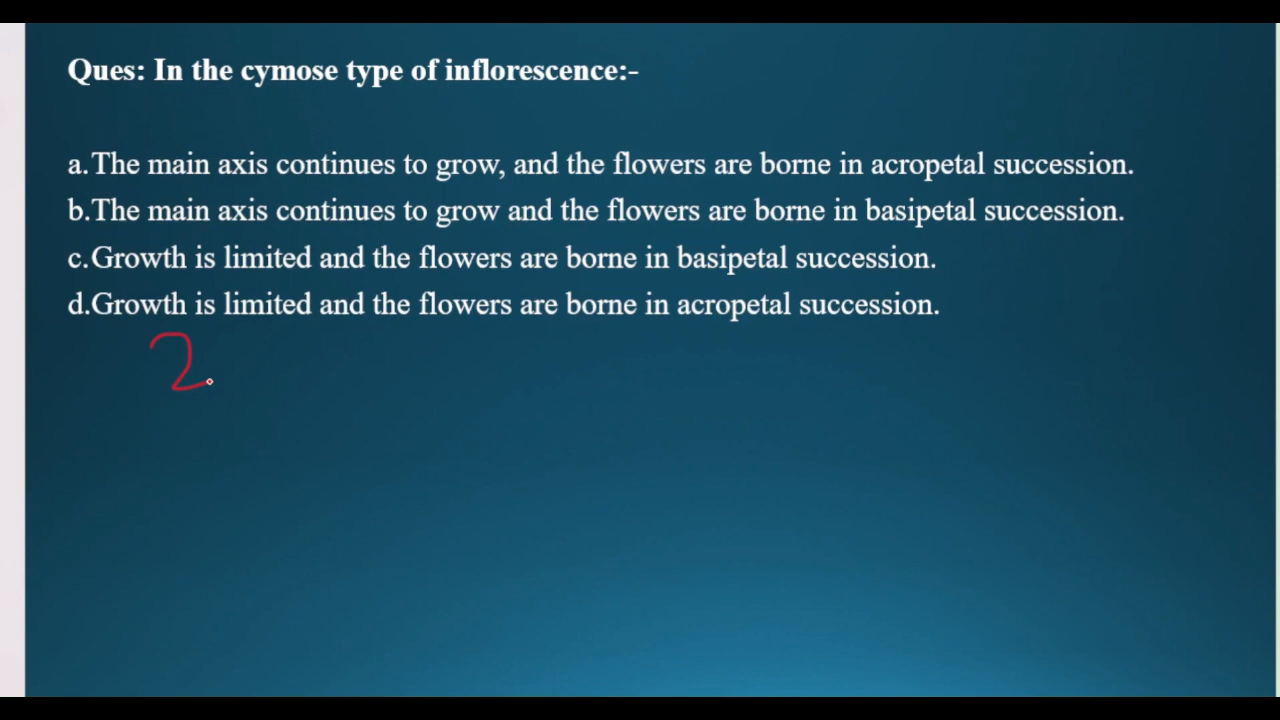 Ques: In the cymose type of inflorescence:-
a.The main axis continues to grow, and the flowers are borne in acropetal succession.
b.The main axis continues to grow and the flowers are borne in basipetal succession.
c.Growth is limited and the flowers are borne in basipetal succession.
d.Growth is limited and the flowers are borne in acropetal succession.
2